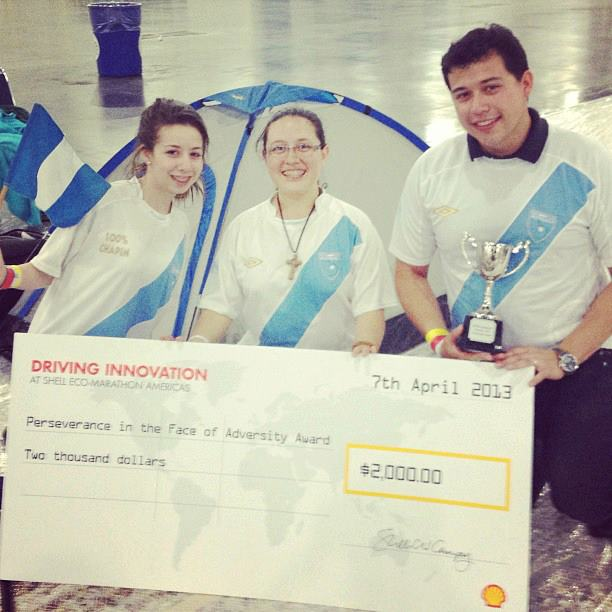 100%
CHAPIN
DRIVING INNOVATION
AT SHELL ECO-MARATHON AMERICAS
7th April 2013
Perseverance in the Face of Adversity Award
Two thousand dollars
$2,000.00